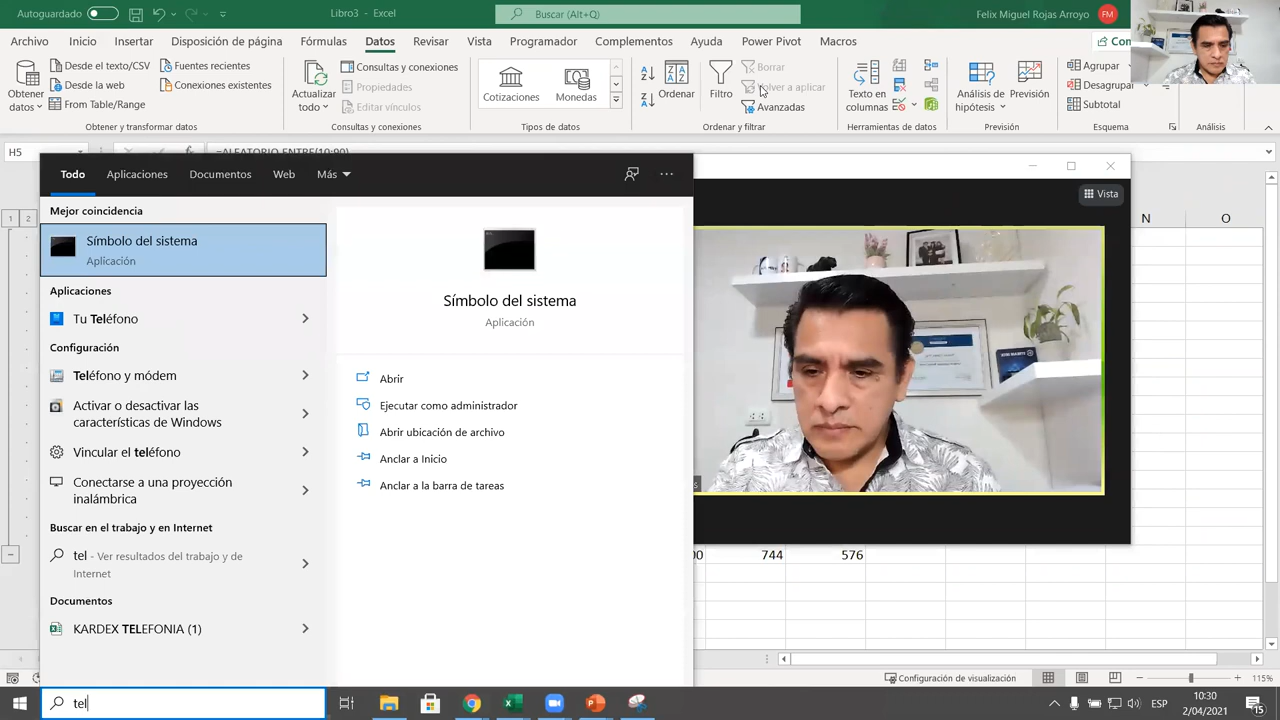 Autoguardado
Libro3 - Excel
Buscar (Alt+Q)
Felix Miguel Rojas Arroyo
FM
Archivo Inicio Insertar Disposición de página Fórmulas Datos Revisar Vista Programador Complementos Ayuda Power Pivot Macros
Com
Obtener datos
Desde el texto/CSV
Desde la web
From Table/Range
Fuentes recientes
Conexiones existentes
Obtener y transformar datos
Actualizar todo
Consultas y conexiones
Propiedades
Editar vínculos
Consultas y conexiones
Cotizaciones
Monedas
Tipos de datos
Ordenar
Filtro
Borrar
Volver a aplicar
Avanzadas
Ordenar y filtrar
Texto en columnas
Herramientas de datos
Análisis de hipótesis
Previsión
Previsión
Agrupar
Desagrupar
Subtotal
Esquema
Análisis
H5
=ALEATORIO.ENTRE(10;90)
1 2
N O
Todo Aplicaciones Documentos Web Más
Mejor coincidencia
Símbolo del sistema
Aplicación
Aplicaciones
Tu Teléfono
Configuración
Teléfono y módem
Activar o desactivar las
características de Windows
Vincular el teléfono
Conectarse a una proyección
inalámbrica
Buscar en el trabajo y en Internet
tel - Ver resultados del trabajo y de
Internet
Documentos
KARDEX TELEFONIA (1)
tel
Símbolo del sistema
Aplicación
Abrir
Ejecutar como administrador
Abrir ubicación de archivo
Anclar a Inicio
Anclar a la barra de tareas
Vista
744 576
Configuración de visualización
115%
ESP
10:30
2/04/2021
15